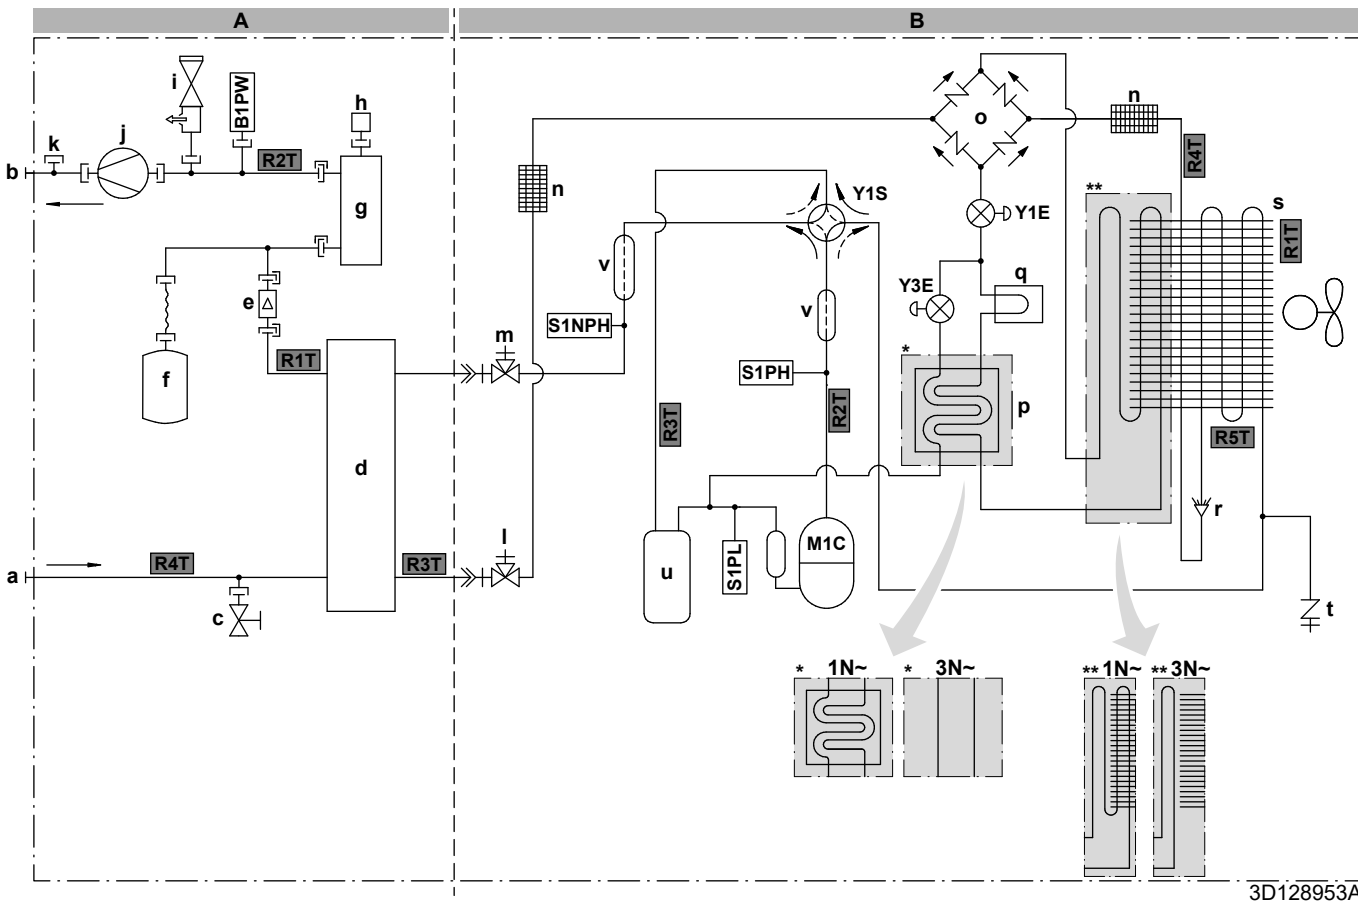 A B
i B1PW h
k j R2T
b
g
n
o
n
R4T
** s
R1T
Y1S
Y1E
v
e
Y3E
q
v
S1NPH
m
*
R1T
f
S1PH
p
R3T
R2T
R5T
d
l
r
M1C
a R4T R3T
u
S1PL
c
t
* 1N~ * 3N~ ** 1N~ ** 3N~
3D128953A